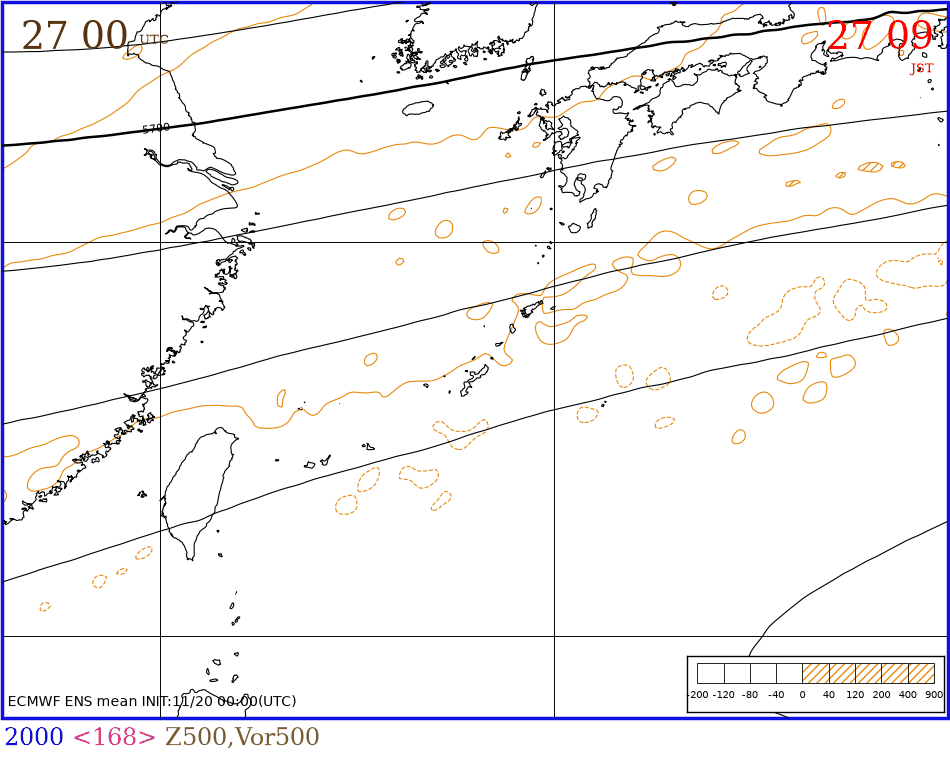 27 00 UTC
27 09
JST
5700
-200 -120 -80 -40 0 40 120 200 400 900
ECMWF ENS mean INIT:11/20 00:00(UTC)
2000 <168> Z500,Vor500